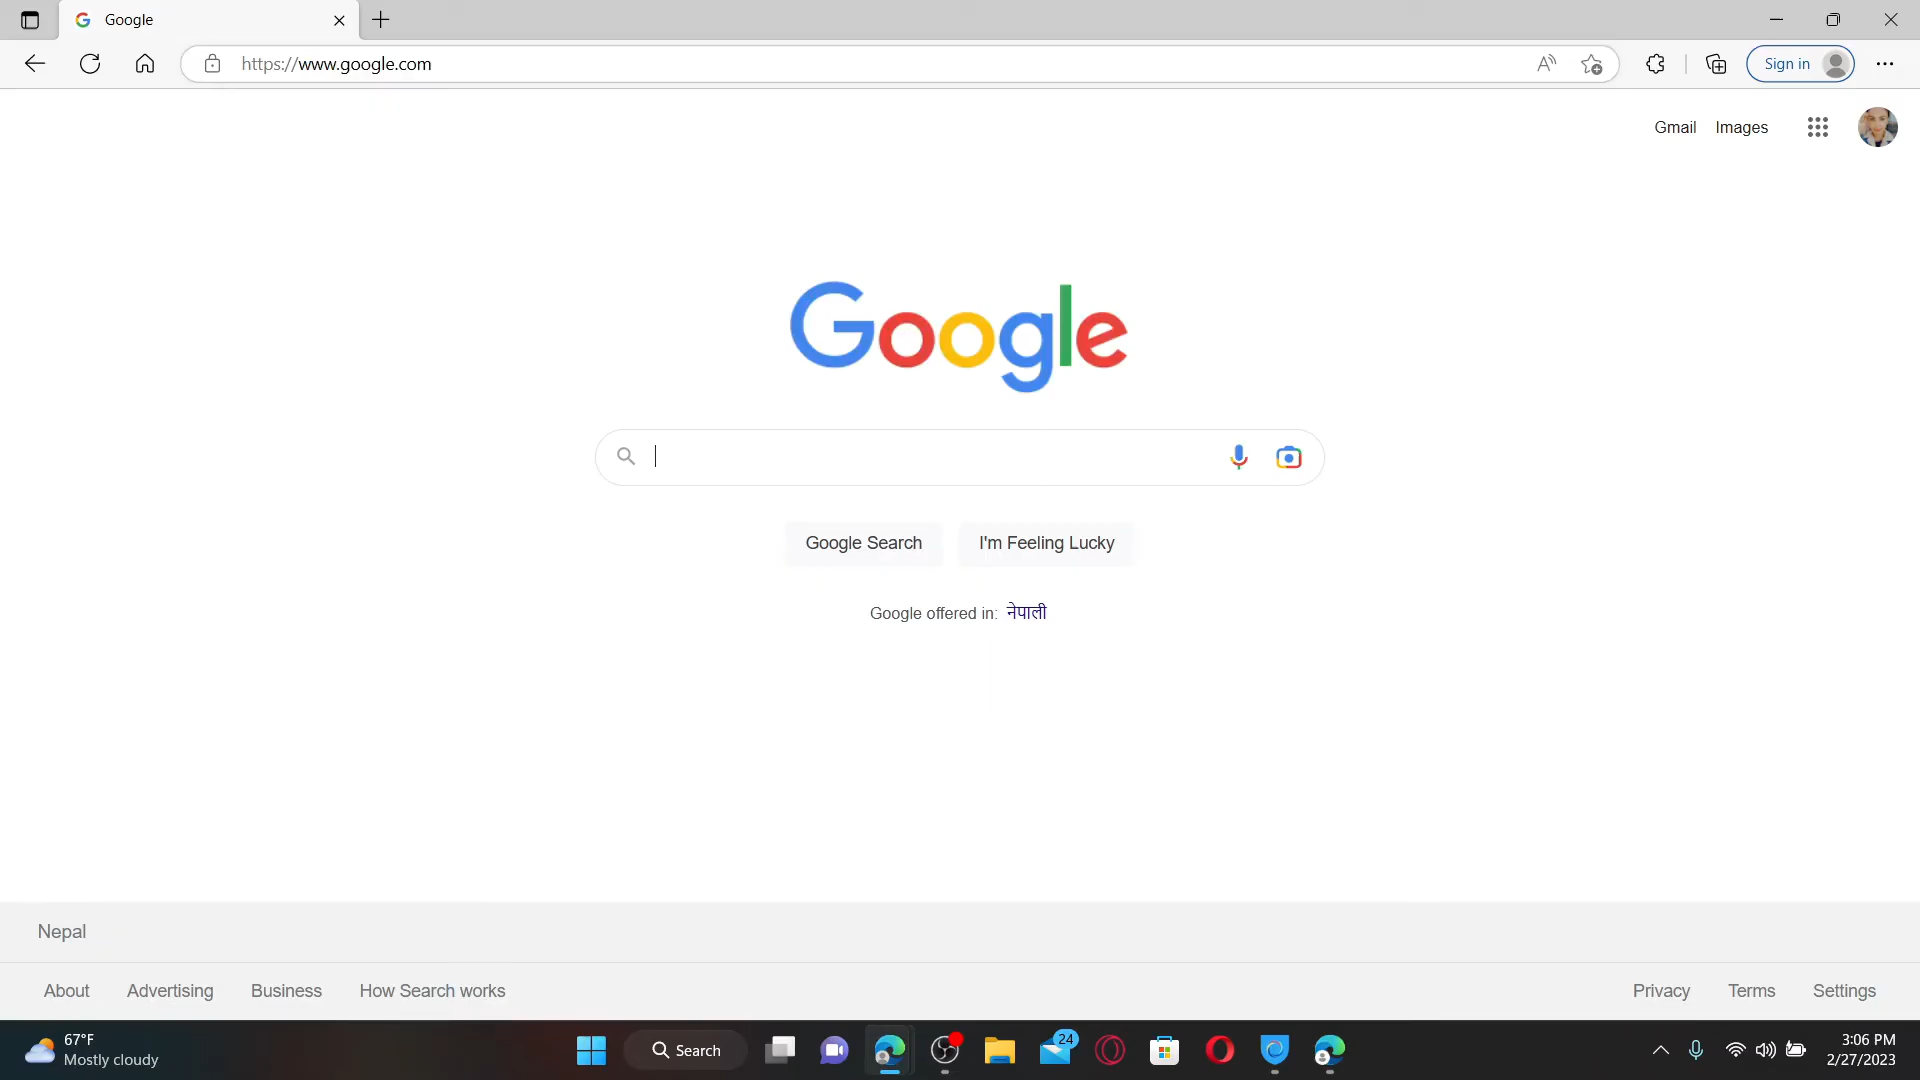 Google
https://www.google.com
Sign in
Gmail Images
Google
Google Search I'm Feeling Lucky
Google offered in: नेपाली
Nepal
About Advertising Business How Search works Privacy Terms Settings
67°F
Mostly cloudy
Search
24
3:06 PM
2/27/2023